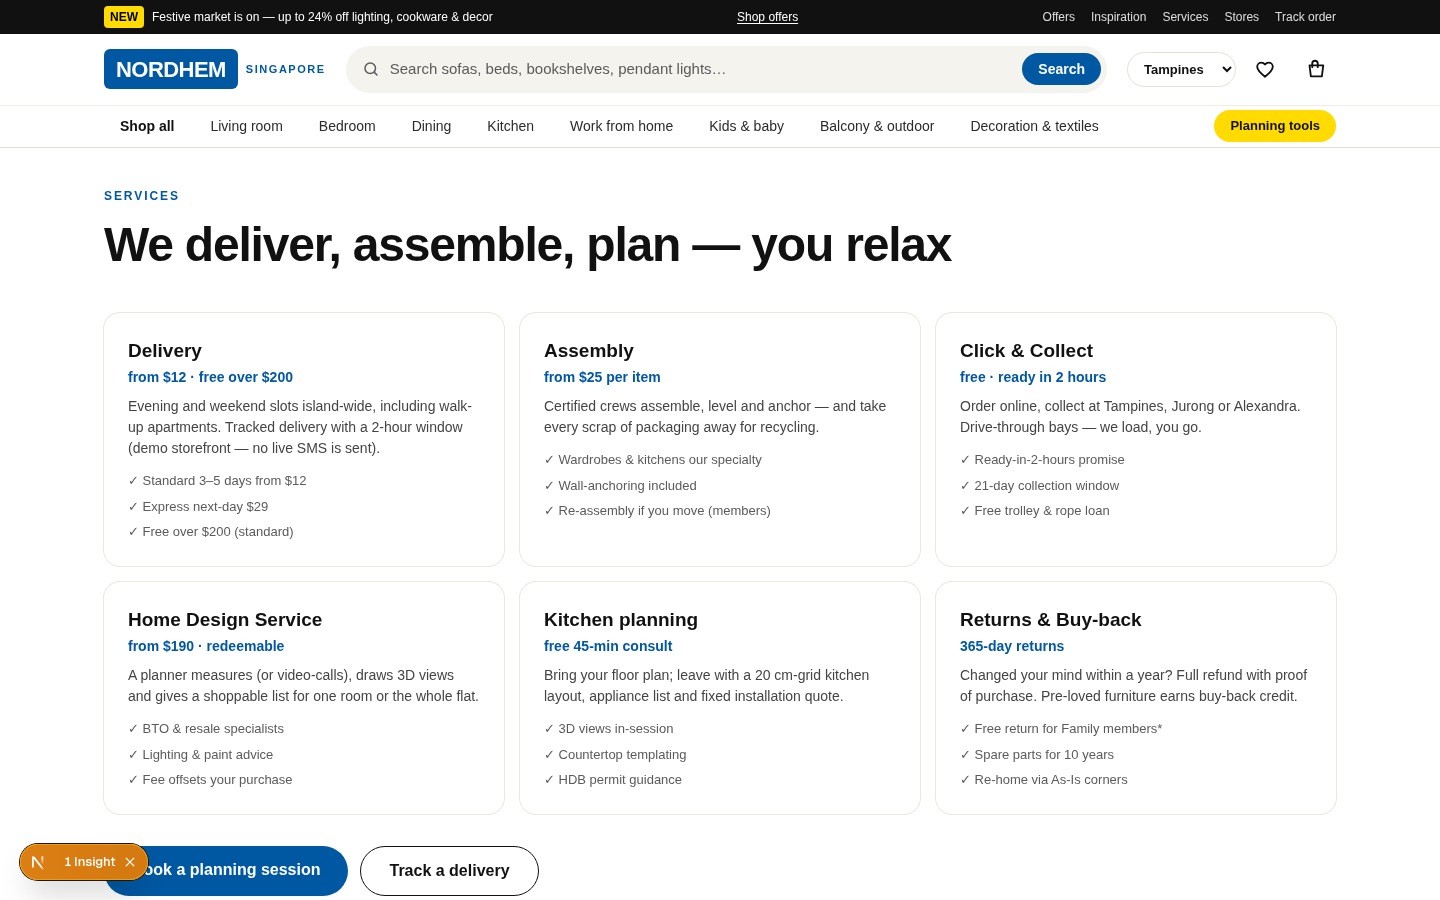 NEW Festive market is on — up to 24% off lighting, cookware & decor
Shop offers
Offers Inspiration Services Stores Track order
NORDHEM SINGAPORE
Search sofas, beds, bookshelves, pendant lights…
Search
Tampines
Shop all Living room Bedroom Dining Kitchen Work from home Kids & baby Balcony & outdoor Decoration & textiles
Planning tools
SERVICES
We deliver, assemble, plan — you relax
Delivery
from $12 · free over $200
Evening and weekend slots island-wide, including walk-
up apartments. Tracked delivery with a 2-hour window
(demo storefront — no live SMS is sent).
✓ Standard 3–5 days from $12
✓ Express next-day $29
✓ Free over $200 (standard)
Assembly
from $25 per item
Certified crews assemble, level and anchor — and take
every scrap of packaging away for recycling.
✓ Wardrobes & kitchens our specialty
✓ Wall-anchoring included
✓ Re-assembly if you move (members)
Click & Collect
free · ready in 2 hours
Order online, collect at Tampines, Jurong or Alexandra.
Drive-through bays — we load, you go.
✓ Ready-in-2-hours promise
✓ 21-day collection window
✓ Free trolley & rope loan
Home Design Service
from $190 · redeemable
A planner measures (or video-calls), draws 3D views
and gives a shoppable list for one room or the whole flat.
✓ BTO & resale specialists
✓ Lighting & paint advice
✓ Fee offsets your purchase
Kitchen planning
free 45-min consult
Bring your floor plan; leave with a 20 cm-grid kitchen
layout, appliance list and fixed installation quote.
✓ 3D views in-session
✓ Countertop templating
✓ HDB permit guidance
Returns & Buy-back
365-day returns
Changed your mind within a year? Full refund with proof
of purchase. Pre-loved furniture earns buy-back credit.
✓ Free return for Family members*
✓ Spare parts for 10 years
✓ Re-home via As-Is corners
N 1 Insight
ook a planning session
Track a delivery